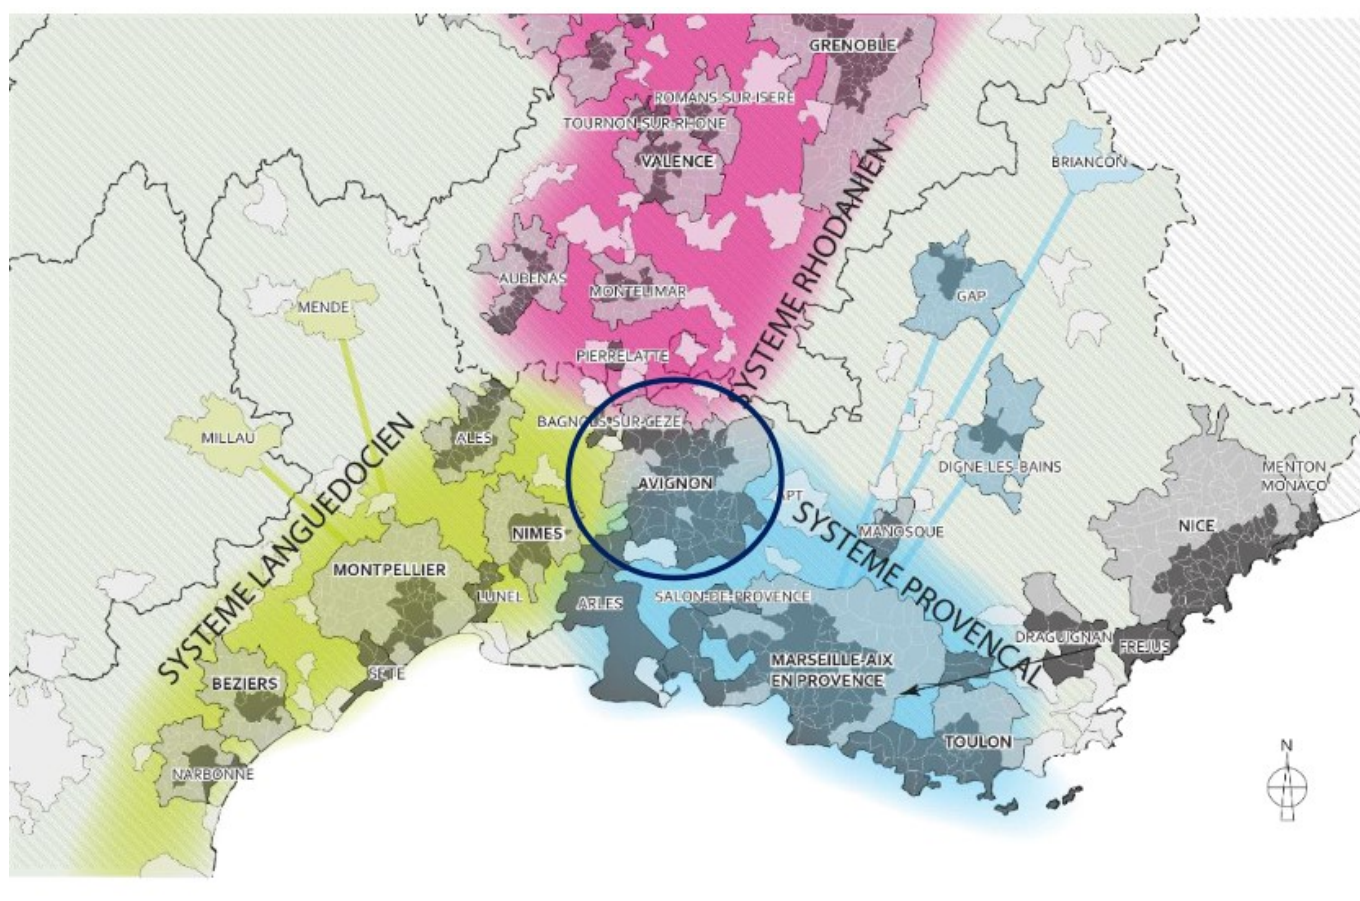 GRENOBLE
ROMANS-SUR-ISERE
TOURNON-SUR-RHONE
VALENCE
BRIANCON
SYSTEME RHODANIEN
AUBENAS
MONTELIMAR
GAP
MENDE
PIERRELATTE
BAGNOLS-SUR-CEZE
MILLAU
ALES
SYSTEME LANGUEDOCIEN
AVIGNON
APT
DIGNE-LES-BAINS
MENTON
MONACO
NICE
MANOSQUE
SYSTEME PROVENCAL
NIMES
MONTPELLIER
LUNEL
ARLES
SALON-DE-PROVENCE
DRAGUIGNAN
FREJUS
MARSEILLE-AIX
EN PROVENCE
SETE
BEZIERS
TOULON
NARBONNE
N